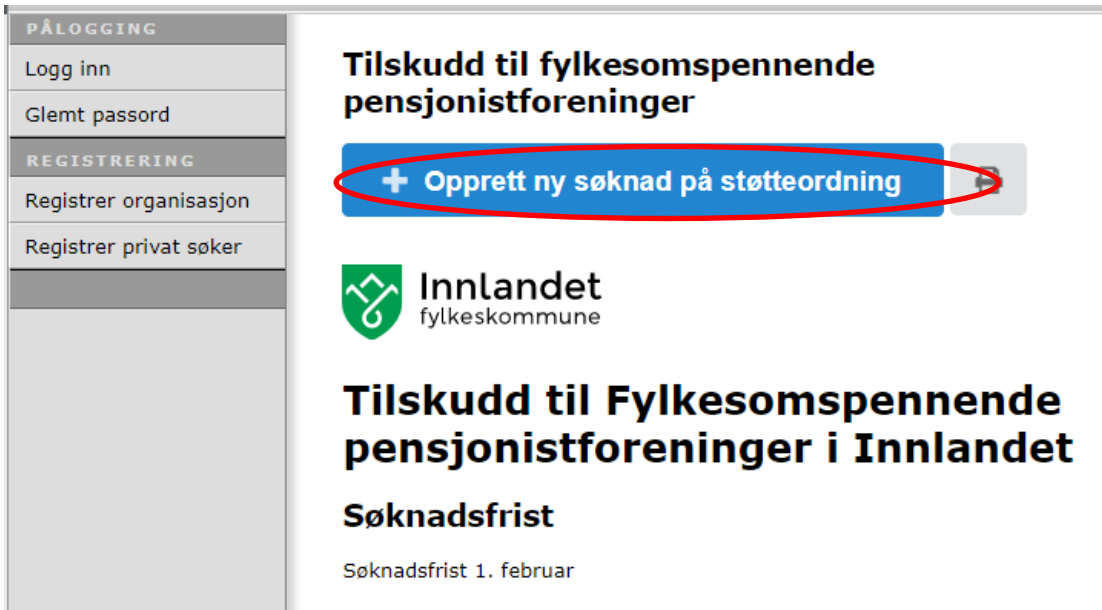 PÅLOGGING
Logg inn
Glemt passord
REGISTRERING
Registrer organisasjon
Registrer privat søker
Tilskudd til fylkesomspennende
pensjonistforeninger
Opprett ny søknad på støtteordning
Innlandet
fylkeskommune
Tilskudd til Fylkesomspennende
pensjonistforeninger i Innlandet
Søknadsfrist
Søknadsfrist 1. februar